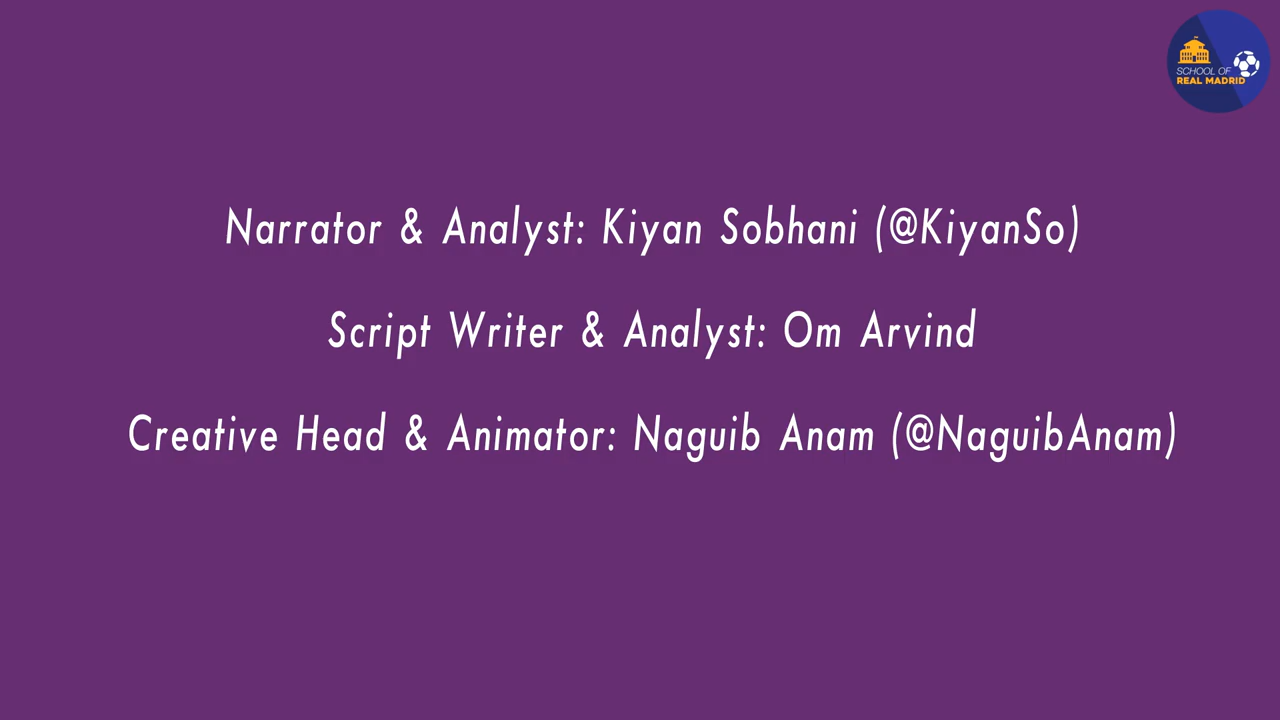 SCHOOL OF
REAL MADRID
Narrator & Analyst: Kiyan Sobhani (@KiyanSo)
Script Writer & Analyst: Om Arvind
Creative Head & Animator: Naguib Anam (@NaguibAnam)